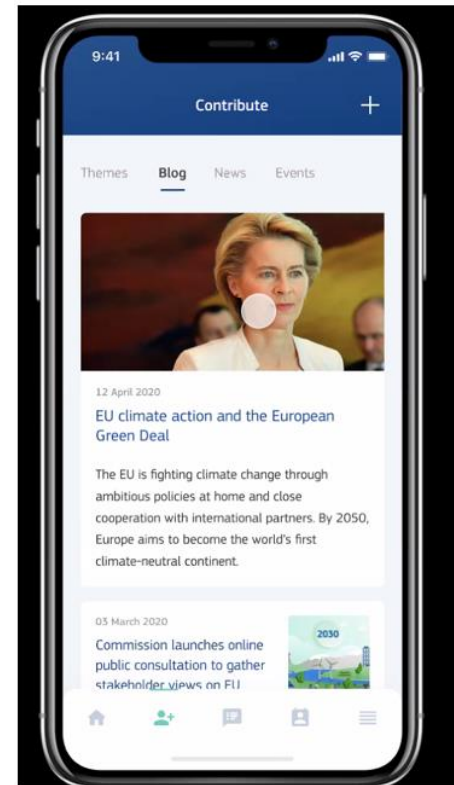 9:41
Contribute
Themes Blog News Events
12 April 2020
EU climate action and the European
Green Deal
The EU is fighting climate change through
ambitious policies at home and close
cooperation with international partners. By 2050,
Europe aims to become the world's first
climate-neutral continent.
03 March 2020
Commission launches online
public consultation to gather
stakeholder views on EU
2030